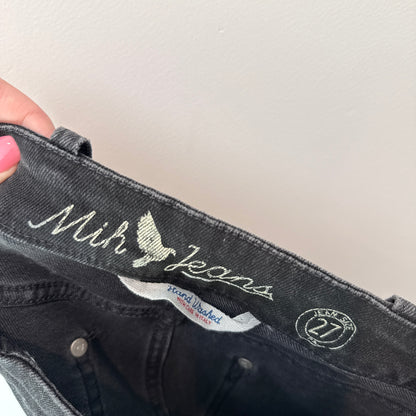 Mih Jeans
Hand Washed
JEAN SIZE
27